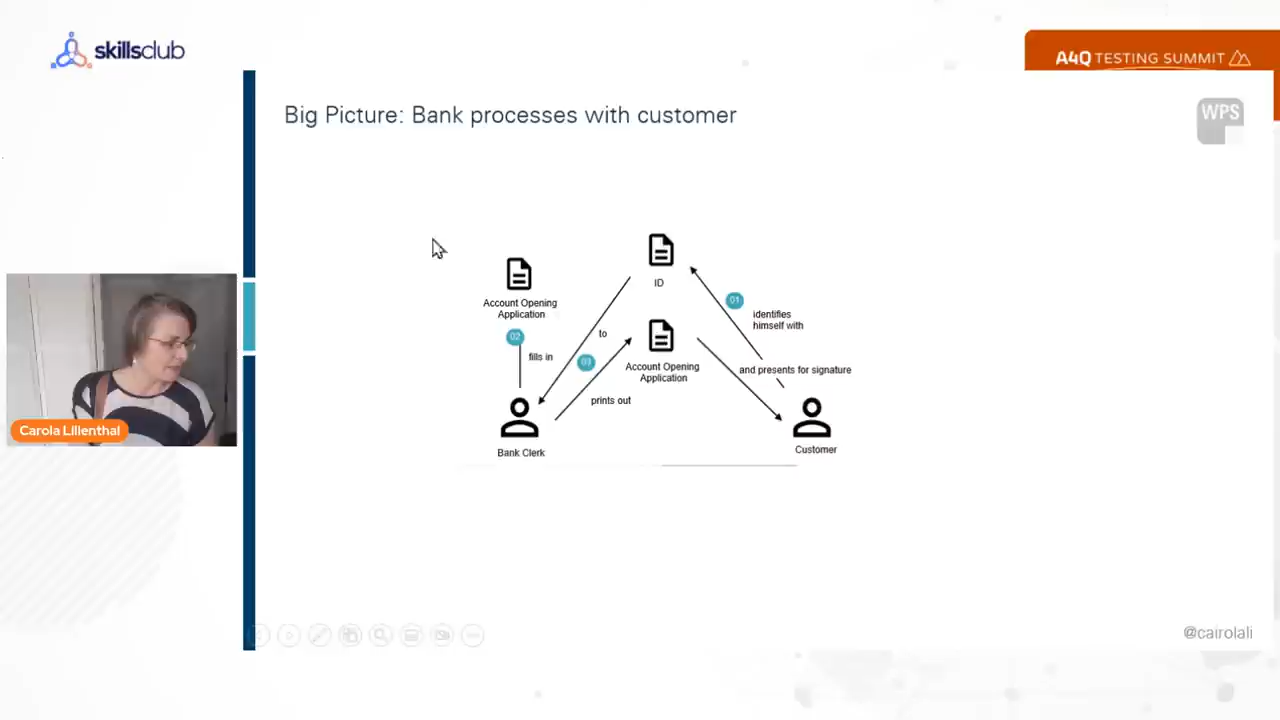 skillsclub
A4Q TESTING SUMMIT
Big Picture: Bank processes with customer
WPS
ID
Account Opening
Application
01
identifies
himself with
02
to
fills in
03
Account Opening
Application
and presents for signature
prints out
Bank Clerk
Customer
Carola Lilienthal
@cairolali